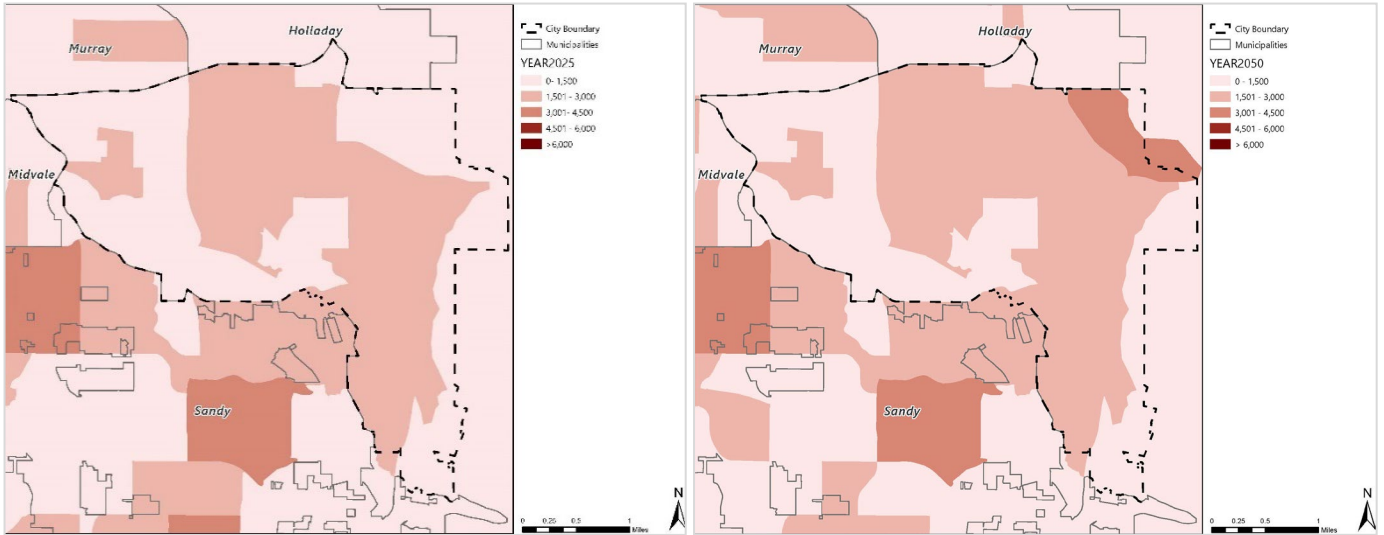 Holladay
Murray
Midvale
Sandy
City Boundary
Municipalities
YEAR2025
0 - 1,500
1,501 - 3,000
3,001 - 4,500
4,501 - 6,000
>6,000
N
0 0.25 0.5 1
Miles
Holladay
Murray
Midvale
Sandy
City Boundary
Municipalities
YEAR2050
0 - 1,500
1,501 - 3,000
3,001 - 4,500
4,501 - 6,000
> 6,000
N
0 0.25 0.5 1
Miles